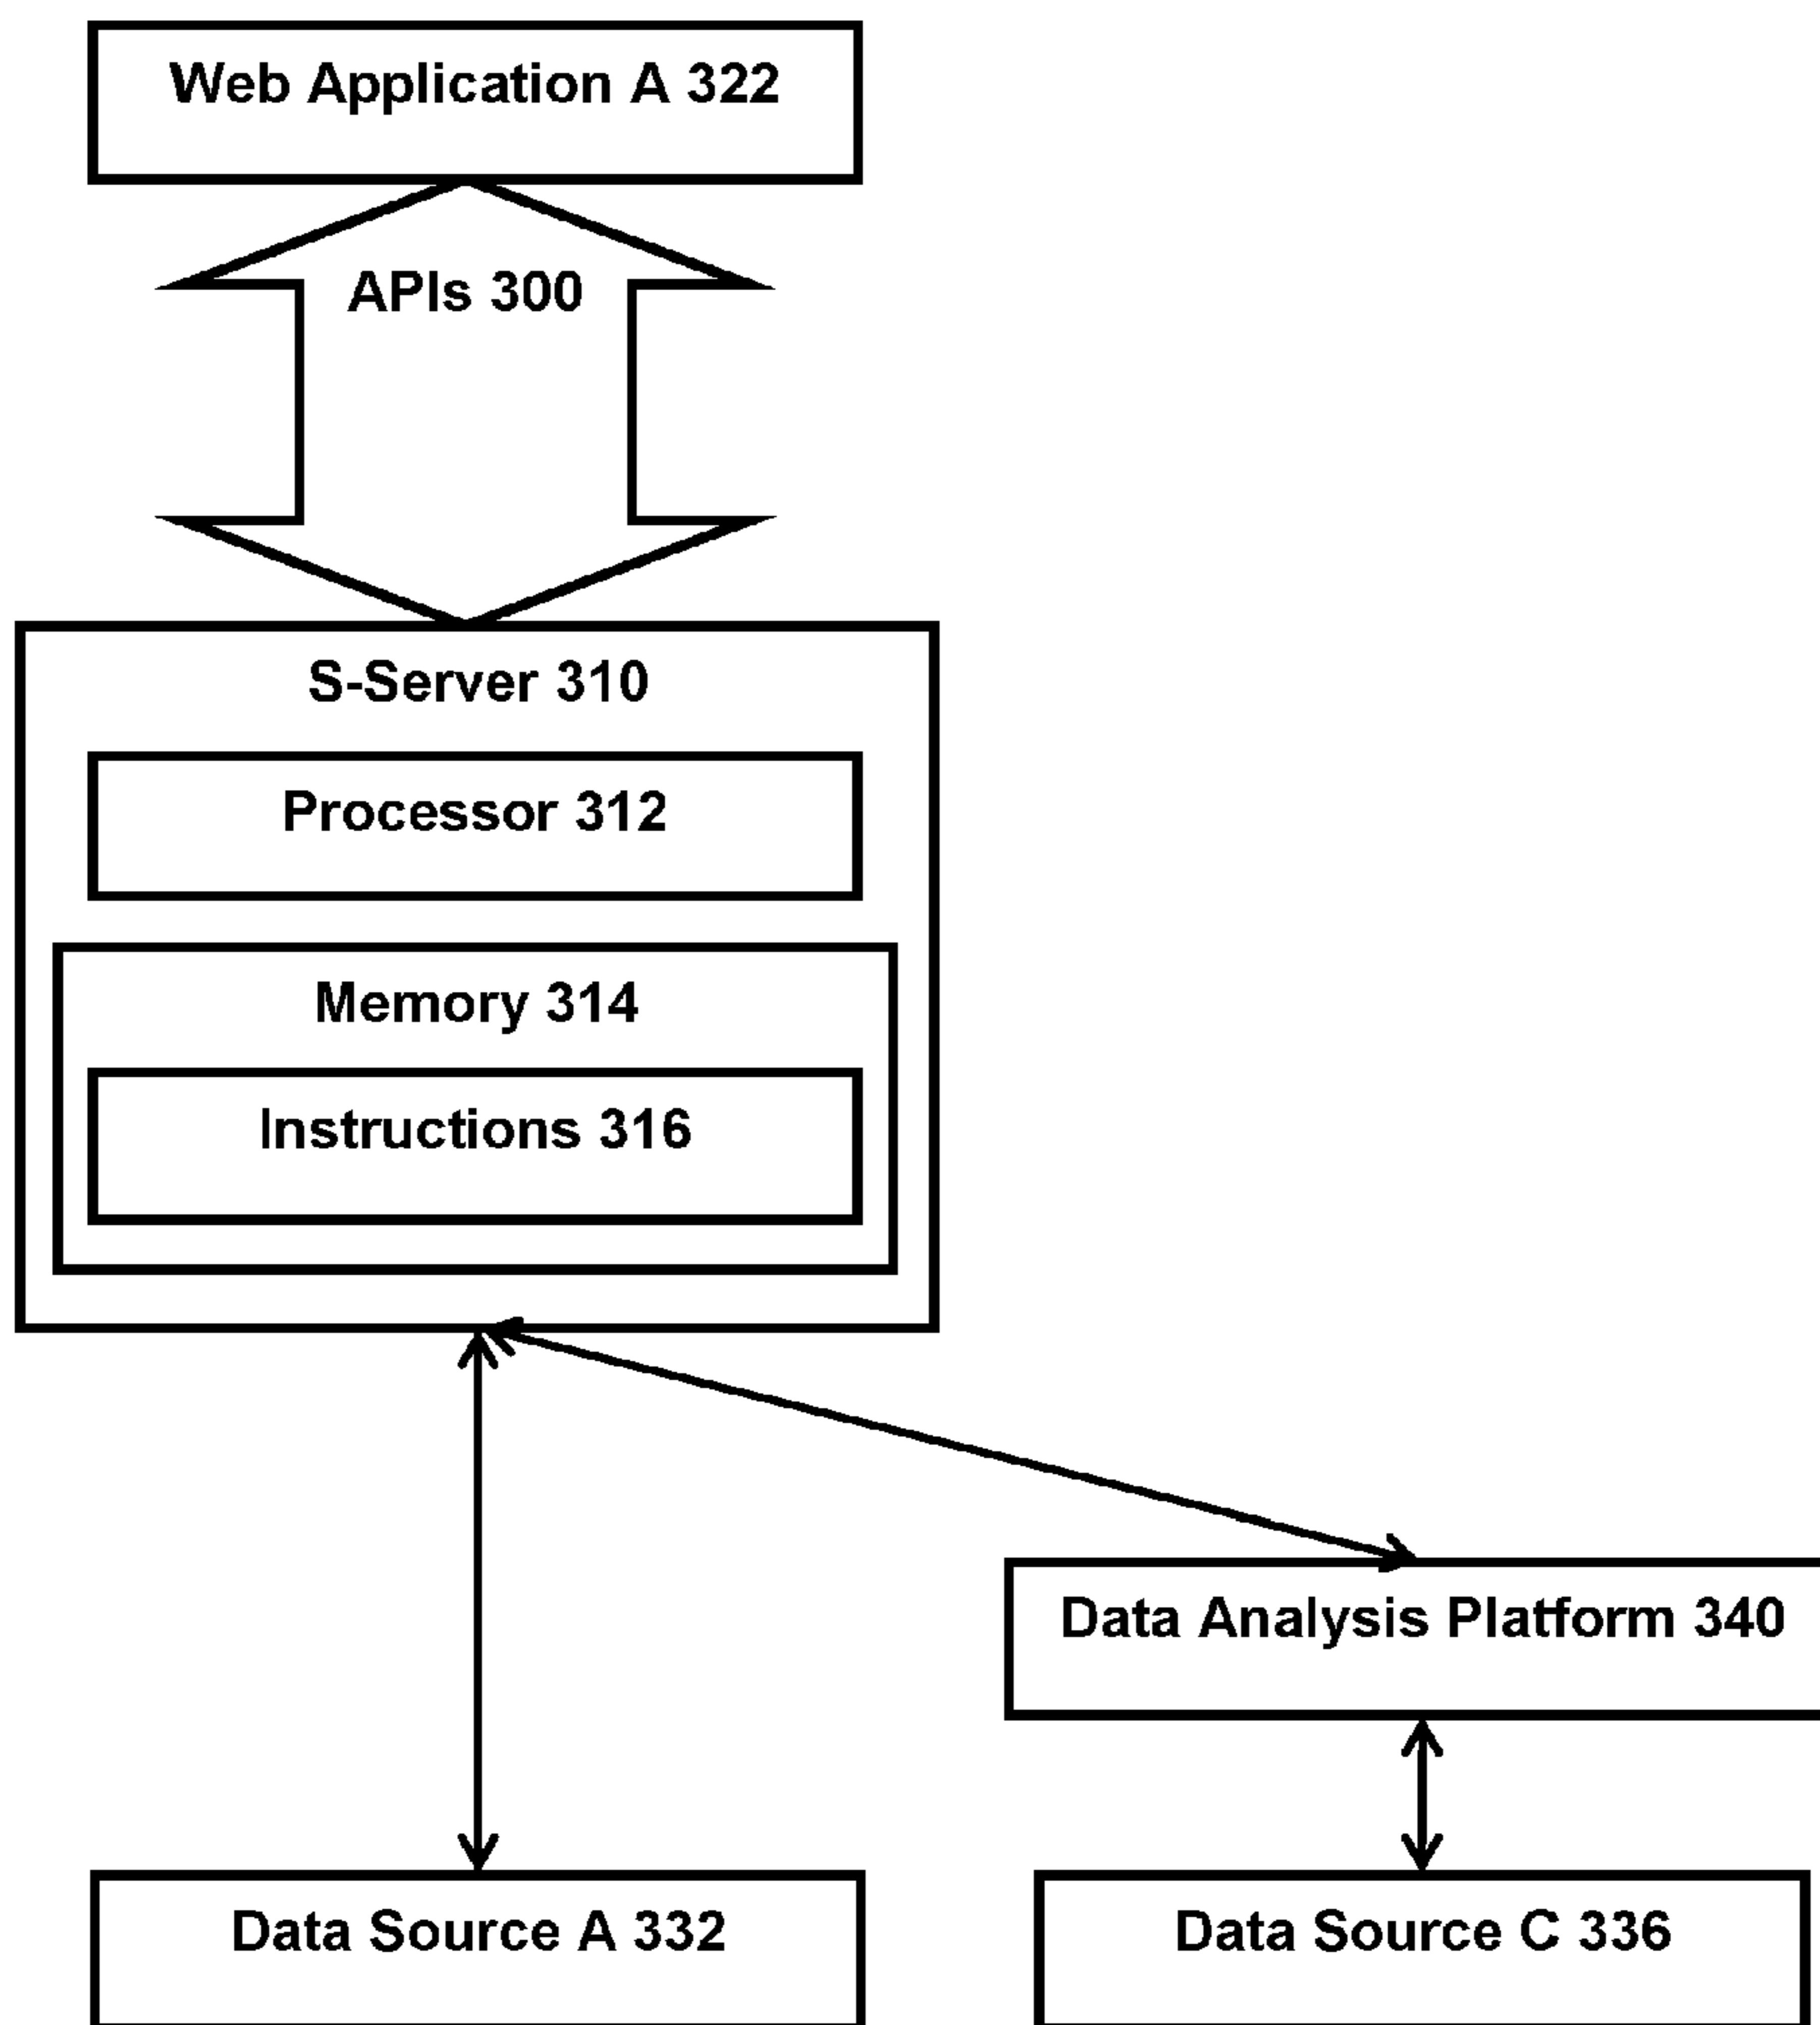 Web Application A 322
APIs 300
S-Server 310
Processor 312
Memory 314
Instructions 316
Data Analysis Platform 340
Data Source A 332
Data Source C 336